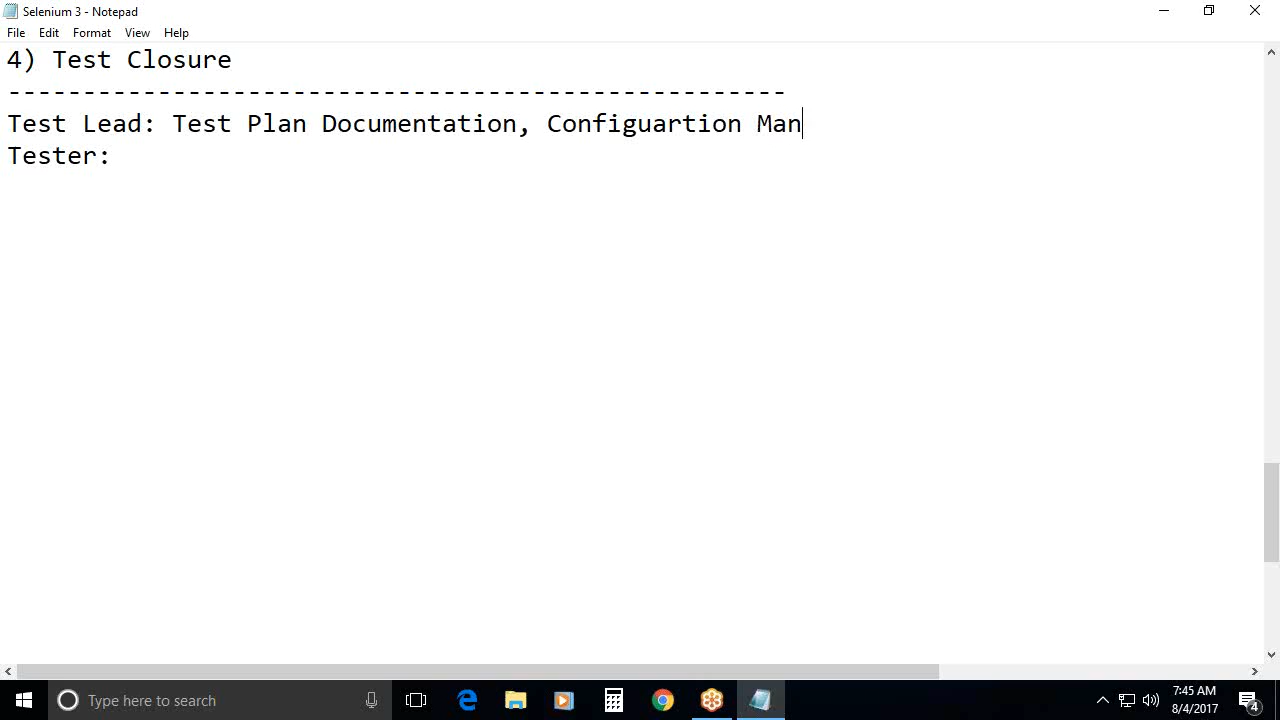 Selenium 3 - Notepad
File Edit Format View Help
4) Test Closure
----------------------------------------------------
Test Lead: Test Plan Documentation, Configuartion Man
Tester:
Type here to search
7:45 AM
8/4/2017
4